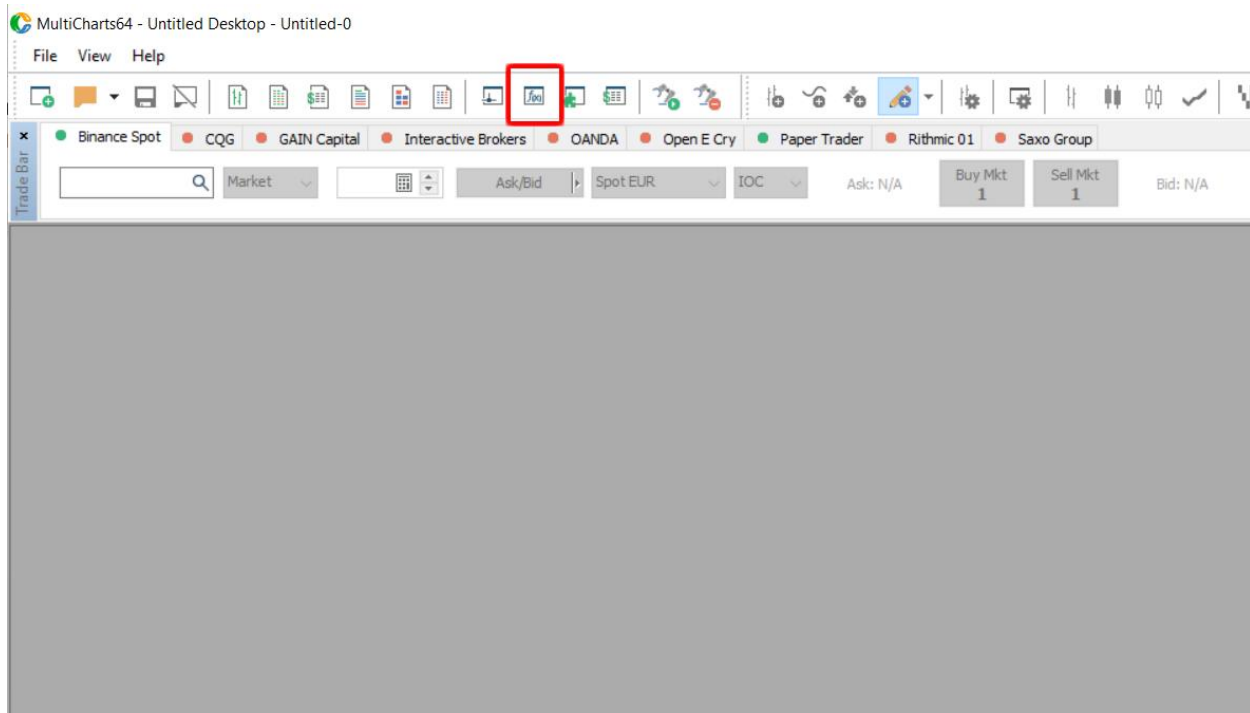 MultiCharts64 - Untitled Desktop - Untitled-0
File View Help
f(x)
Binance Spot CQG GAIN Capital Interactive Brokers OANDA Open E Cry Paper Trader Rithmic 01 Saxo Group
Trade Bar
Market Ask/Bid Spot EUR IOC Ask: N/A Buy Mkt Sell Mkt Bid: N/A
1 1